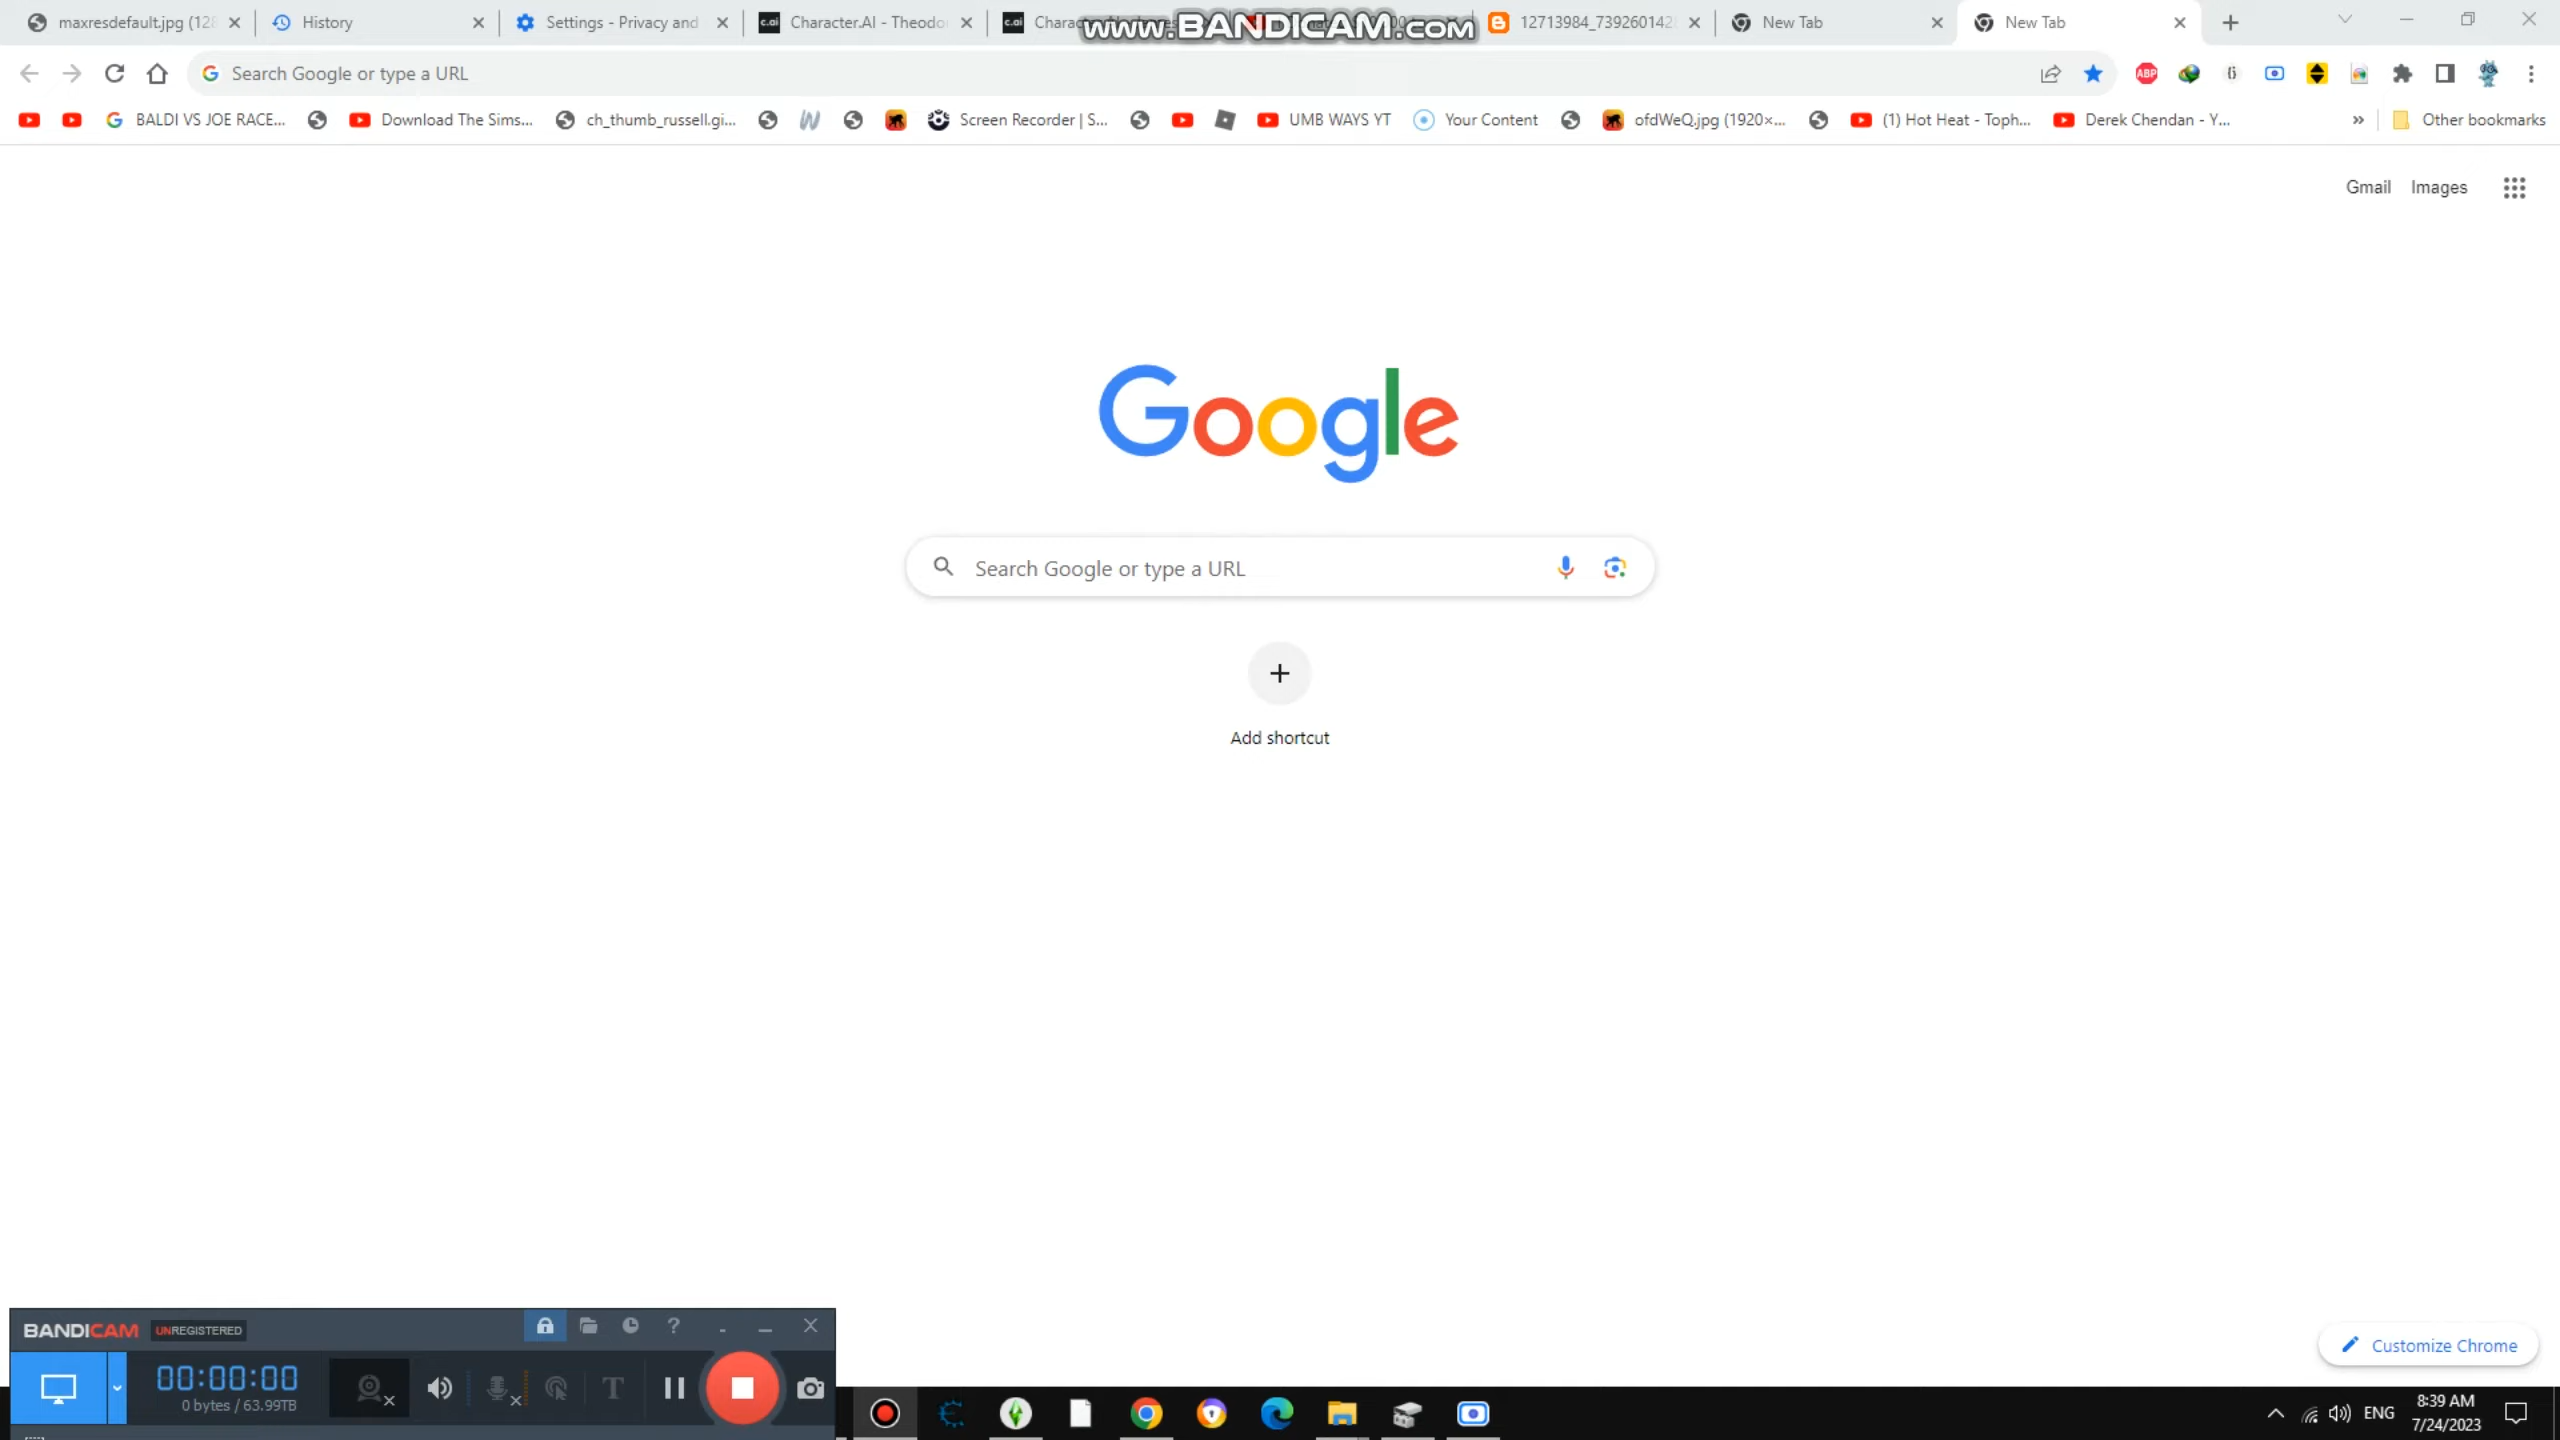 maxresdefault.jpg (128
History
Settings - Privacy and
Character.AI - Theodo
www.BANDICAM.com
12713984_739260142
New Tab
New Tab
Search Google or type a URL
ABP
BALDI VS JOE RACE...
Download The Sims...
ch_thumb_russell.gi...
Screen Recorder | S...
UMB WAYS YT
Your Content
ofdWeQ.jpg (1920×...
(1) Hot Heat - Toph...
Derek Chendan - Y...
Other bookmarks
Gmail
Images
Google
Search Google or type a URL
Add shortcut
Customize Chrome
BANDICAM UNREGISTERED
00:00:00
0 bytes / 63.99TB
ENG
8:39 AM
7/24/2023